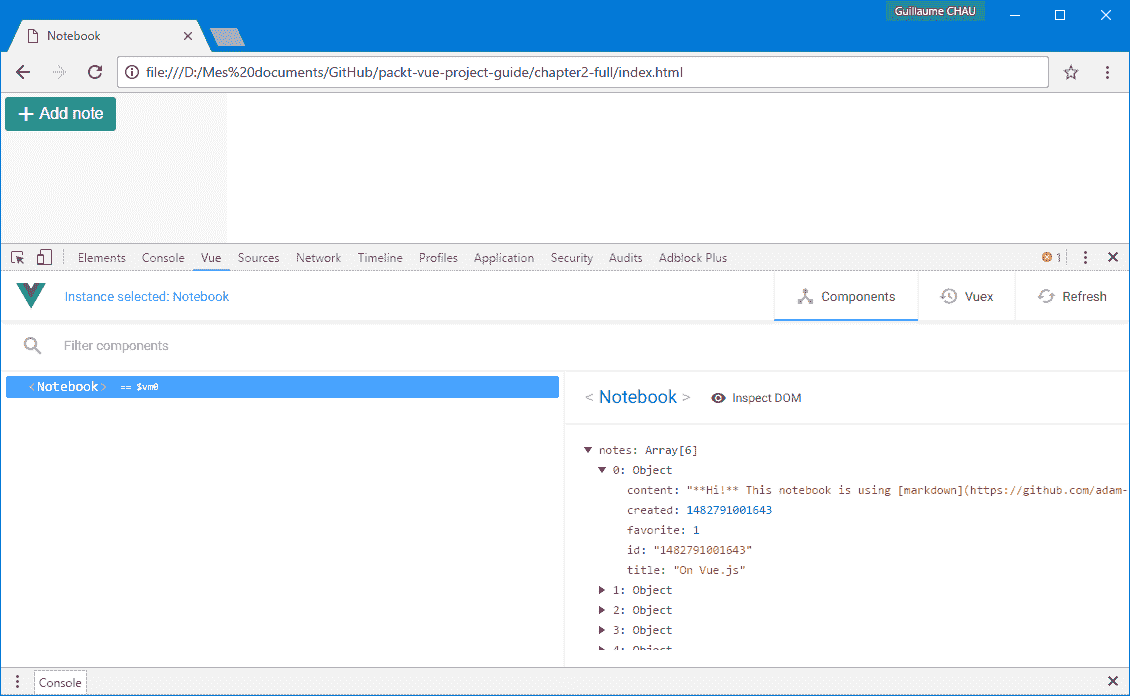 Guillaume CHAU
Notebook
file:///D:/Mes%20documents/GitHub/packt-vue-project-guide/chapter2-full/index.html
+ Add note
Elements Console Vue Sources Network Timeline Profiles Application Security Audits Adblock Plus 1
Instance selected: Notebook Components Vuex Refresh
Filter components
<Notebook> == $vm0
< Notebook > Inspect DOM
notes: Array[6]
0: Object
content: "**Hi!** This notebook is using [markdown](https://github.com/adam-
created: 1482791001643
favorite: 1
id: "1482791001643"
title: "On Vue.js"
1: Object
2: Object
3: Object
4: Object
Console